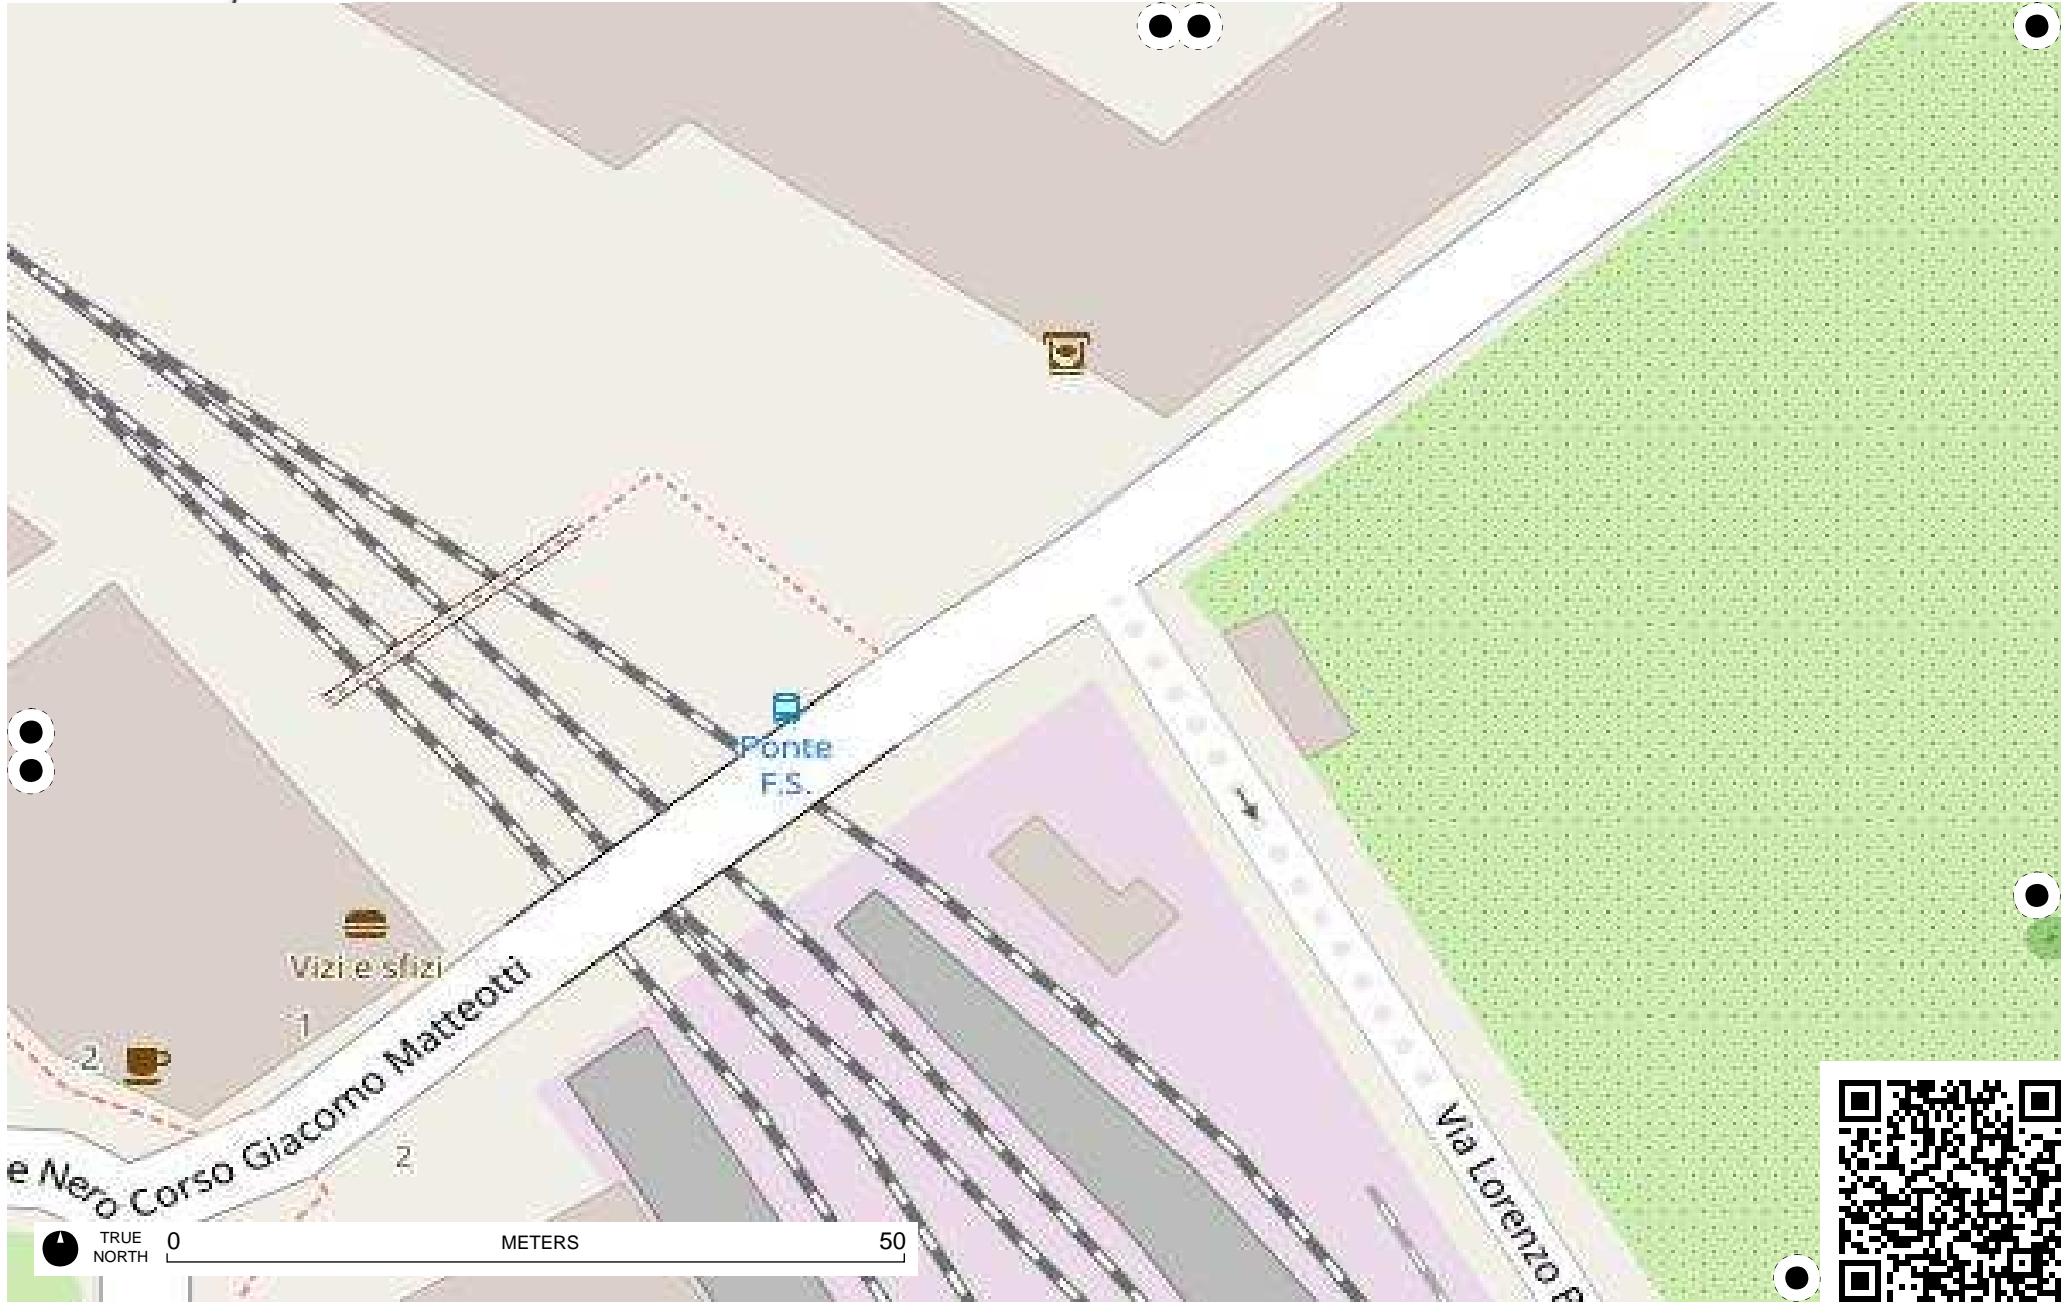 Ponte
F.S.
Vizi e sfizi
1
2
Corso Giacomo Matteotti
2
e Nero
Via Lorenzo
TRUE
NORTH
0 METERS 50